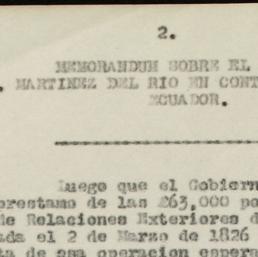 2.
MEMORANDUM SOBRE EL
. MARTINEZ DEL RIO EN CONT
ECUADOR.
Luego que el Gobiern
prestamo de las £63,000 po
de Relaciones Exteriores d
ada el 2 de Marzo de 1826
ta de esa operacion espera